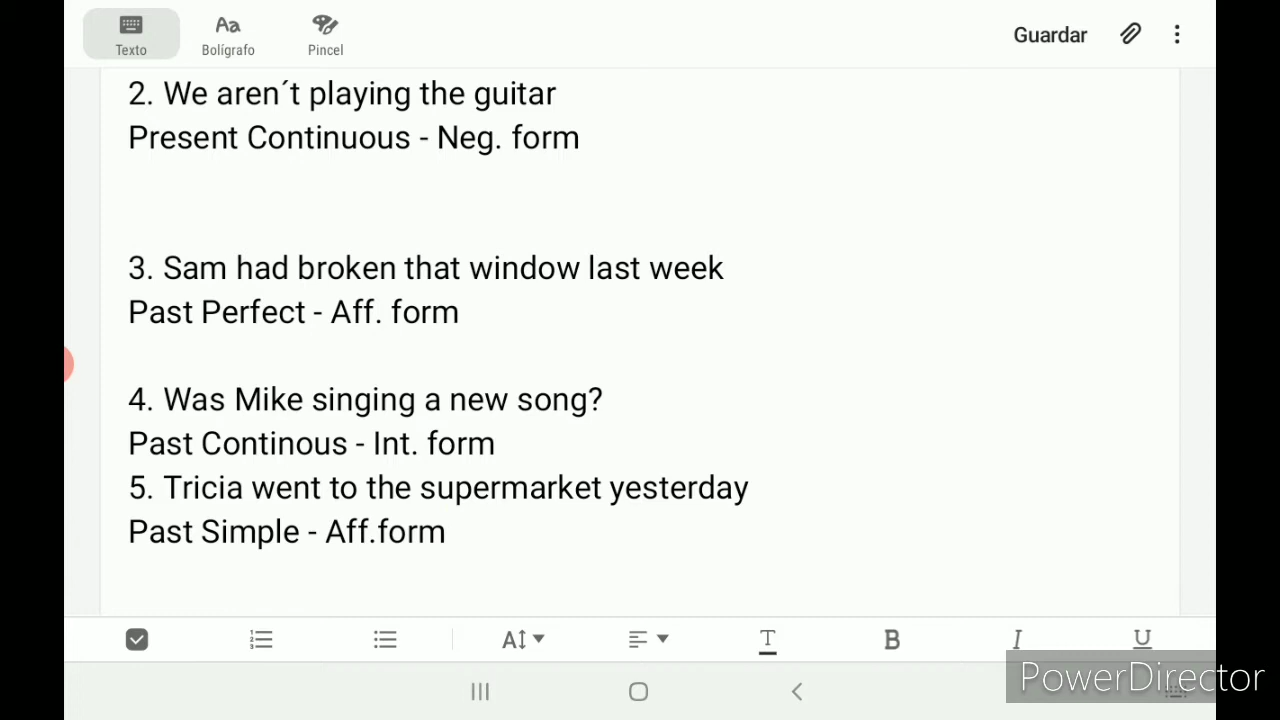 Texto
Bolígrafo
Pincel
Guardar
2. We aren´t playing the guitar
Present Continuous - Neg. form
3. Sam had broken that window last week
Past Perfect - Aff. form
4. Was Mike singing a new song?
Past Continous - Int. form
5. Tricia went to the supermarket yesterday
Past Simple - Aff.form
PowerDirector